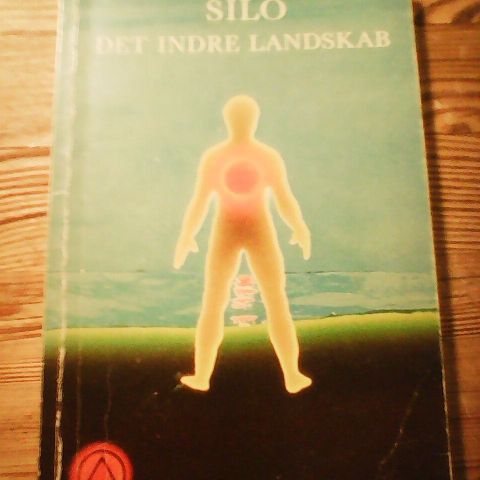 SILO
DET INDRE LANDSKAB